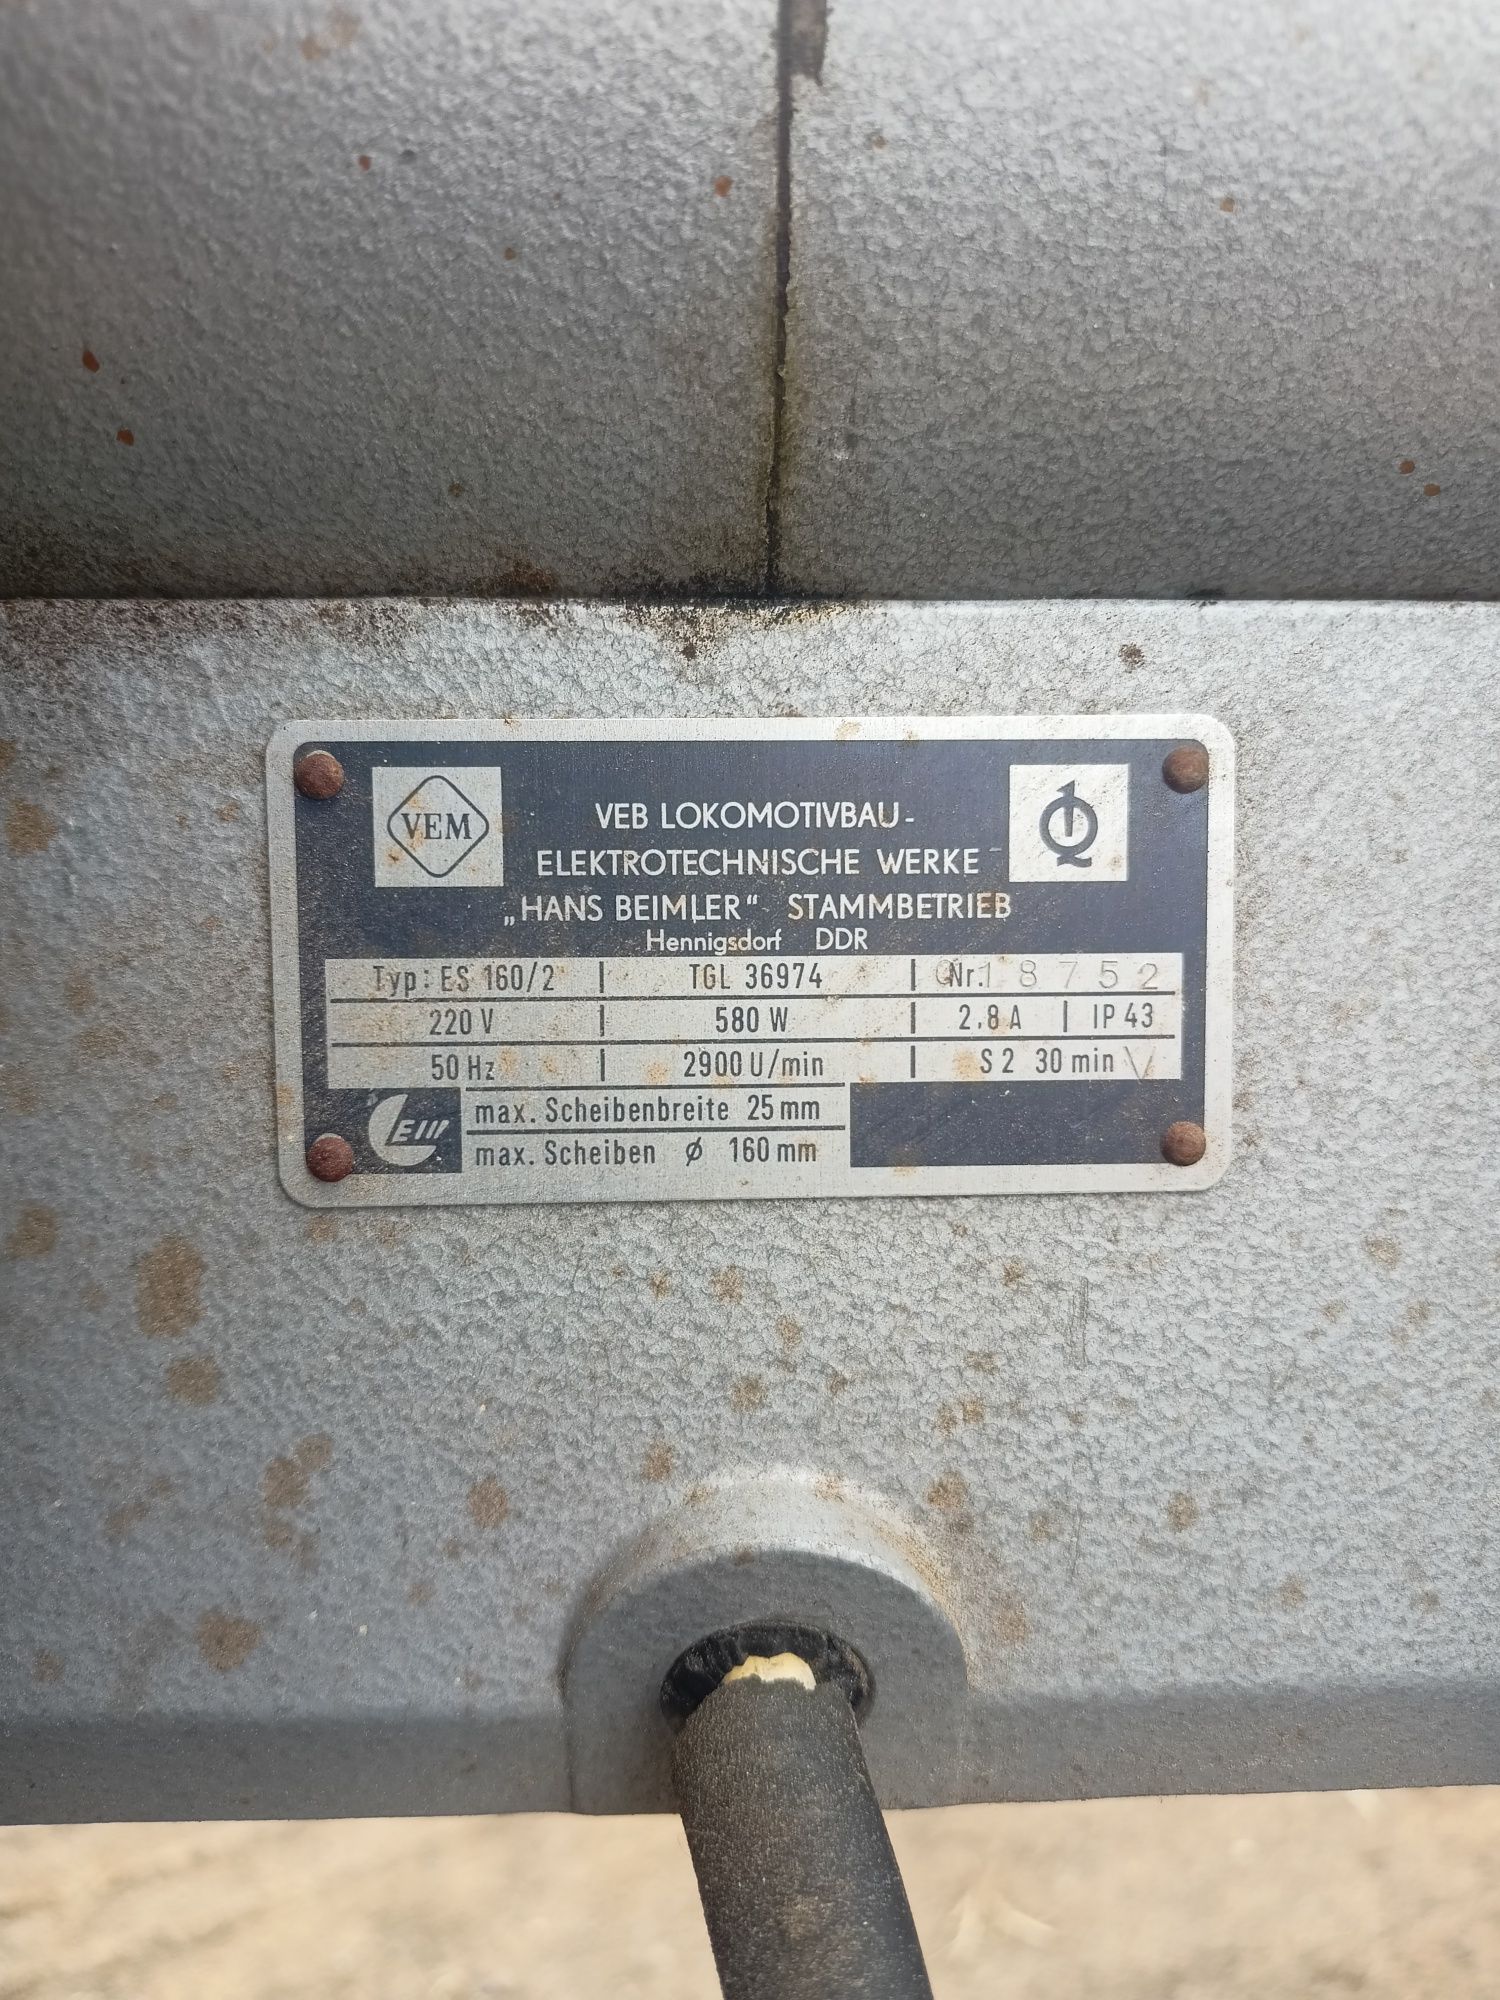 VEM
VEB LOKOMOTIVBAU-
ELEKTROTECHNISCHE WERKE
„HANS BEIMLER“ STAMMBETRIEB
Hennigsdorf DDR
Typ: ES 160/2 | TGL 36974 | Nr. 018752
220 V | 580 W | 2,8 A | IP 43
50 Hz | 2900 U/min | S 2 30 min V
LEW max. Scheibenbreite 25 mm
max. Scheiben ø 160 mm